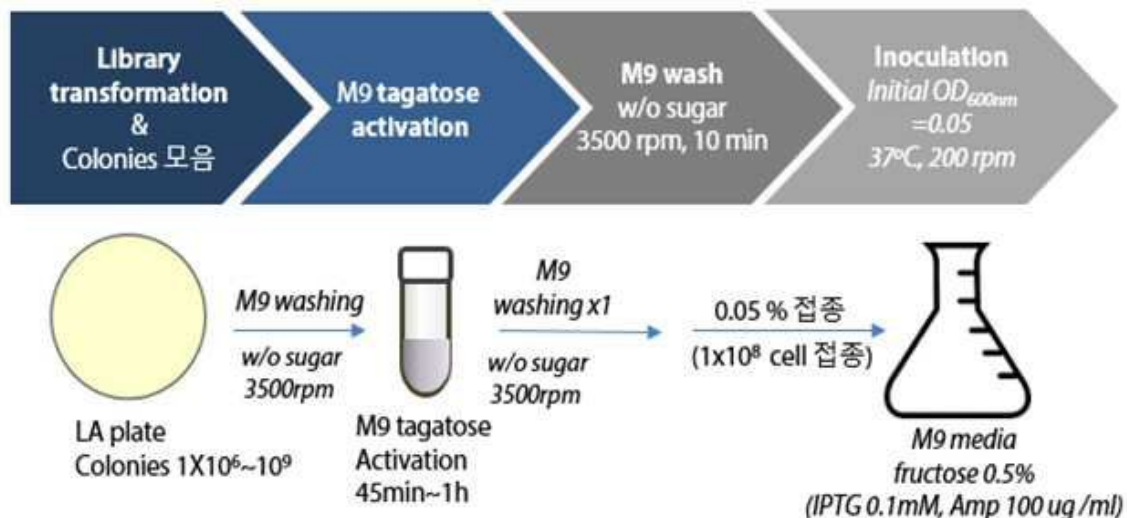 Library
transformation
&
Colonies 모음
M9 tagatose
activation
M9 wash
w/o sugar
3500 rpm, 10 min
Inoculation
Initial OD600nm
=0.05
37ºC, 200 rpm
M9 washing
w/o sugar
3500rpm
M9
washing x1
w/o sugar
3500rpm
0.05 % 접종
(1x10⁸ cell 접종)
LA plate
Colonies 1X10⁶~10⁹
M9 tagatose
Activation
45min~1h
M9 media
fructose 0.5%
(IPTG 0.1mM, Amp 100 ug /ml)